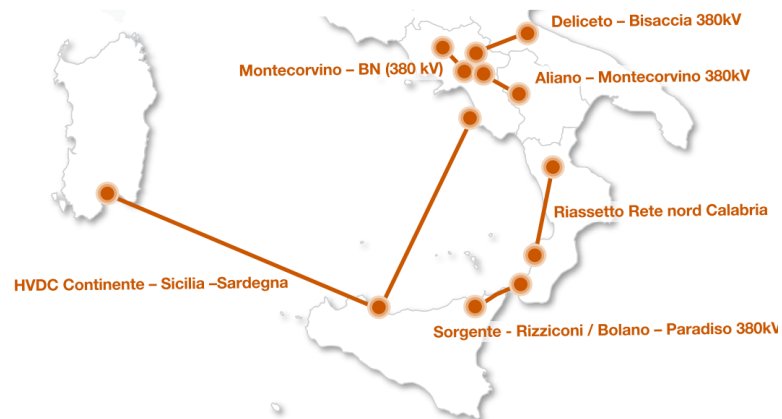 Deliceto – Bisaccia 380kV
Montecorvino – BN (380 kV)
Aliano – Montecorvino 380kV
Riassetto Rete nord Calabria
HVDC Continente – Sicilia –Sardegna
Sorgente - Rizziconi / Bolano – Paradiso 380kV